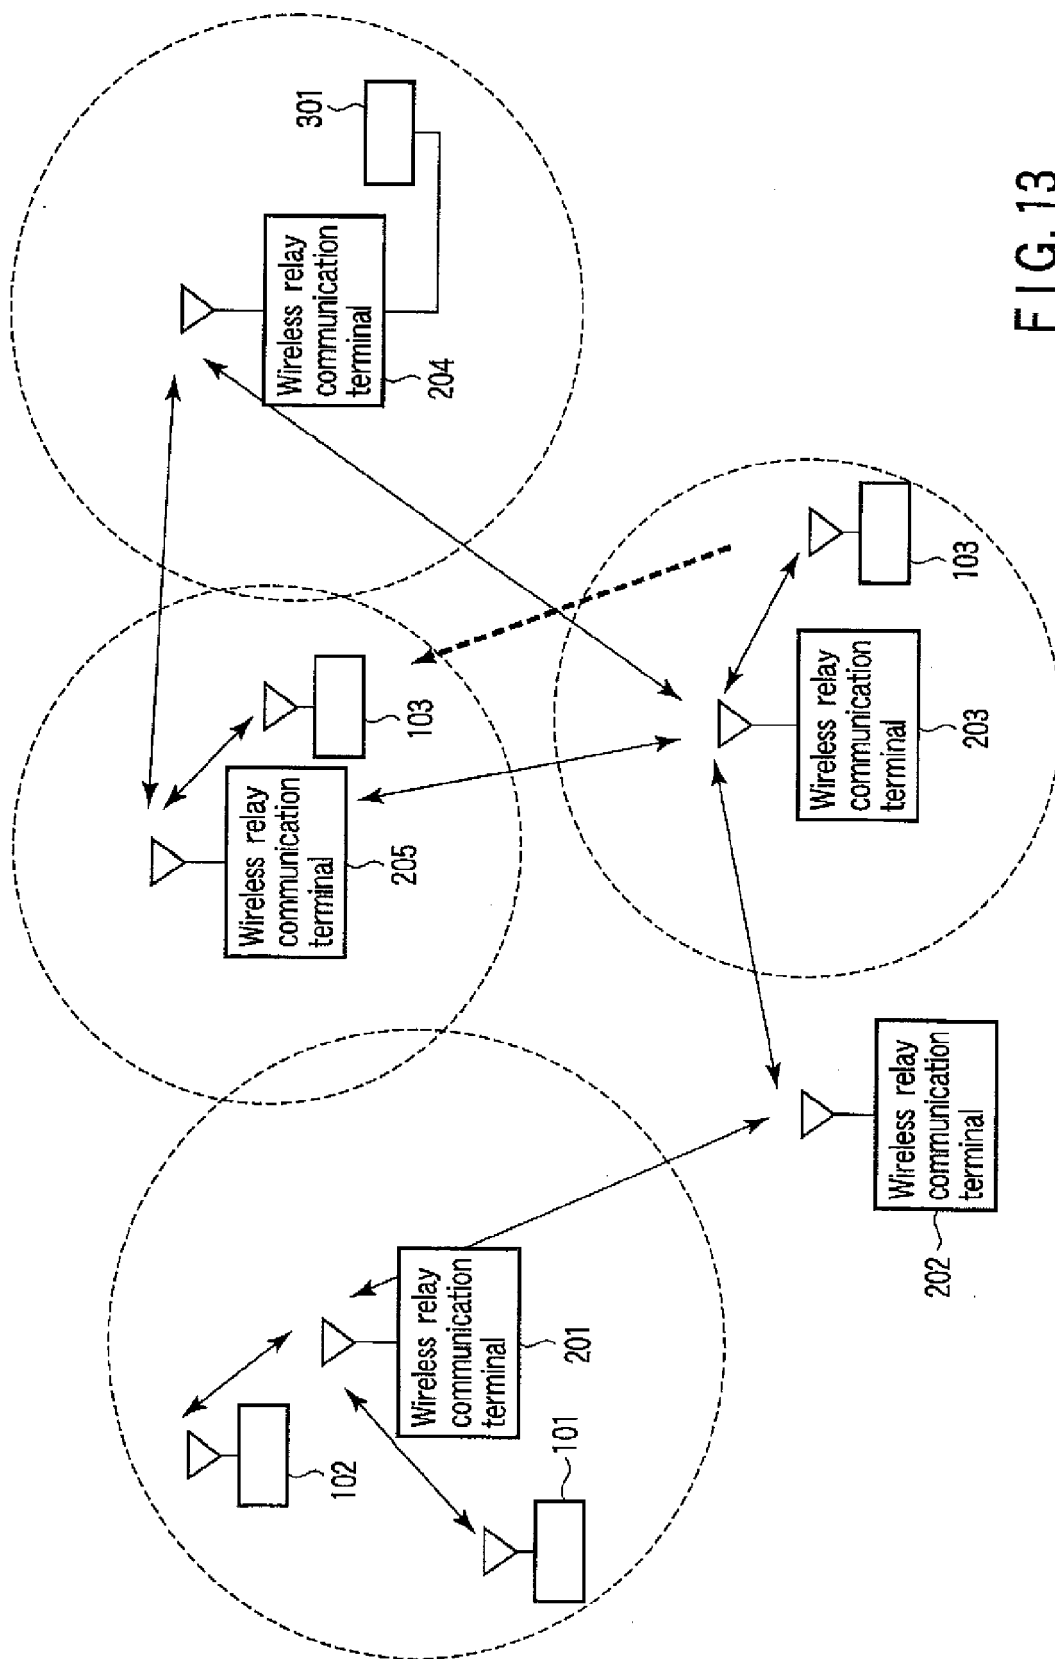 102
101
Wireless relay
communication
terminal
201
Wireless relay
communication
terminal
202
Wireless relay
communication
terminal
205
103
Wireless relay
communication
terminal
203
103
Wireless relay
communication
terminal
204
301
FIG. 13